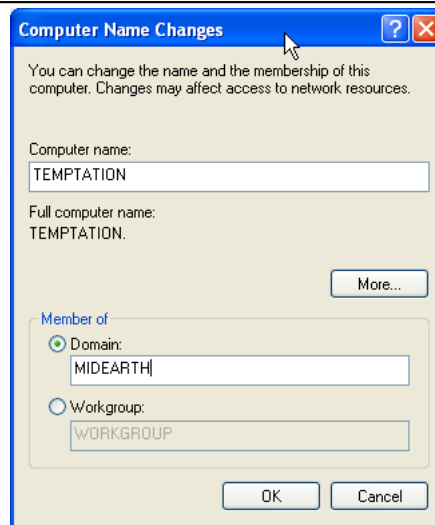 Computer Name Changes
You can change the name and the membership of this
computer. Changes may affect access to network resources.
Computer name:
TEMPTATION
Full computer name:
TEMPTATION.
More...
Member of
Domain:
MIDEARTH
Workgroup:
WORKGROUP
OK Cancel